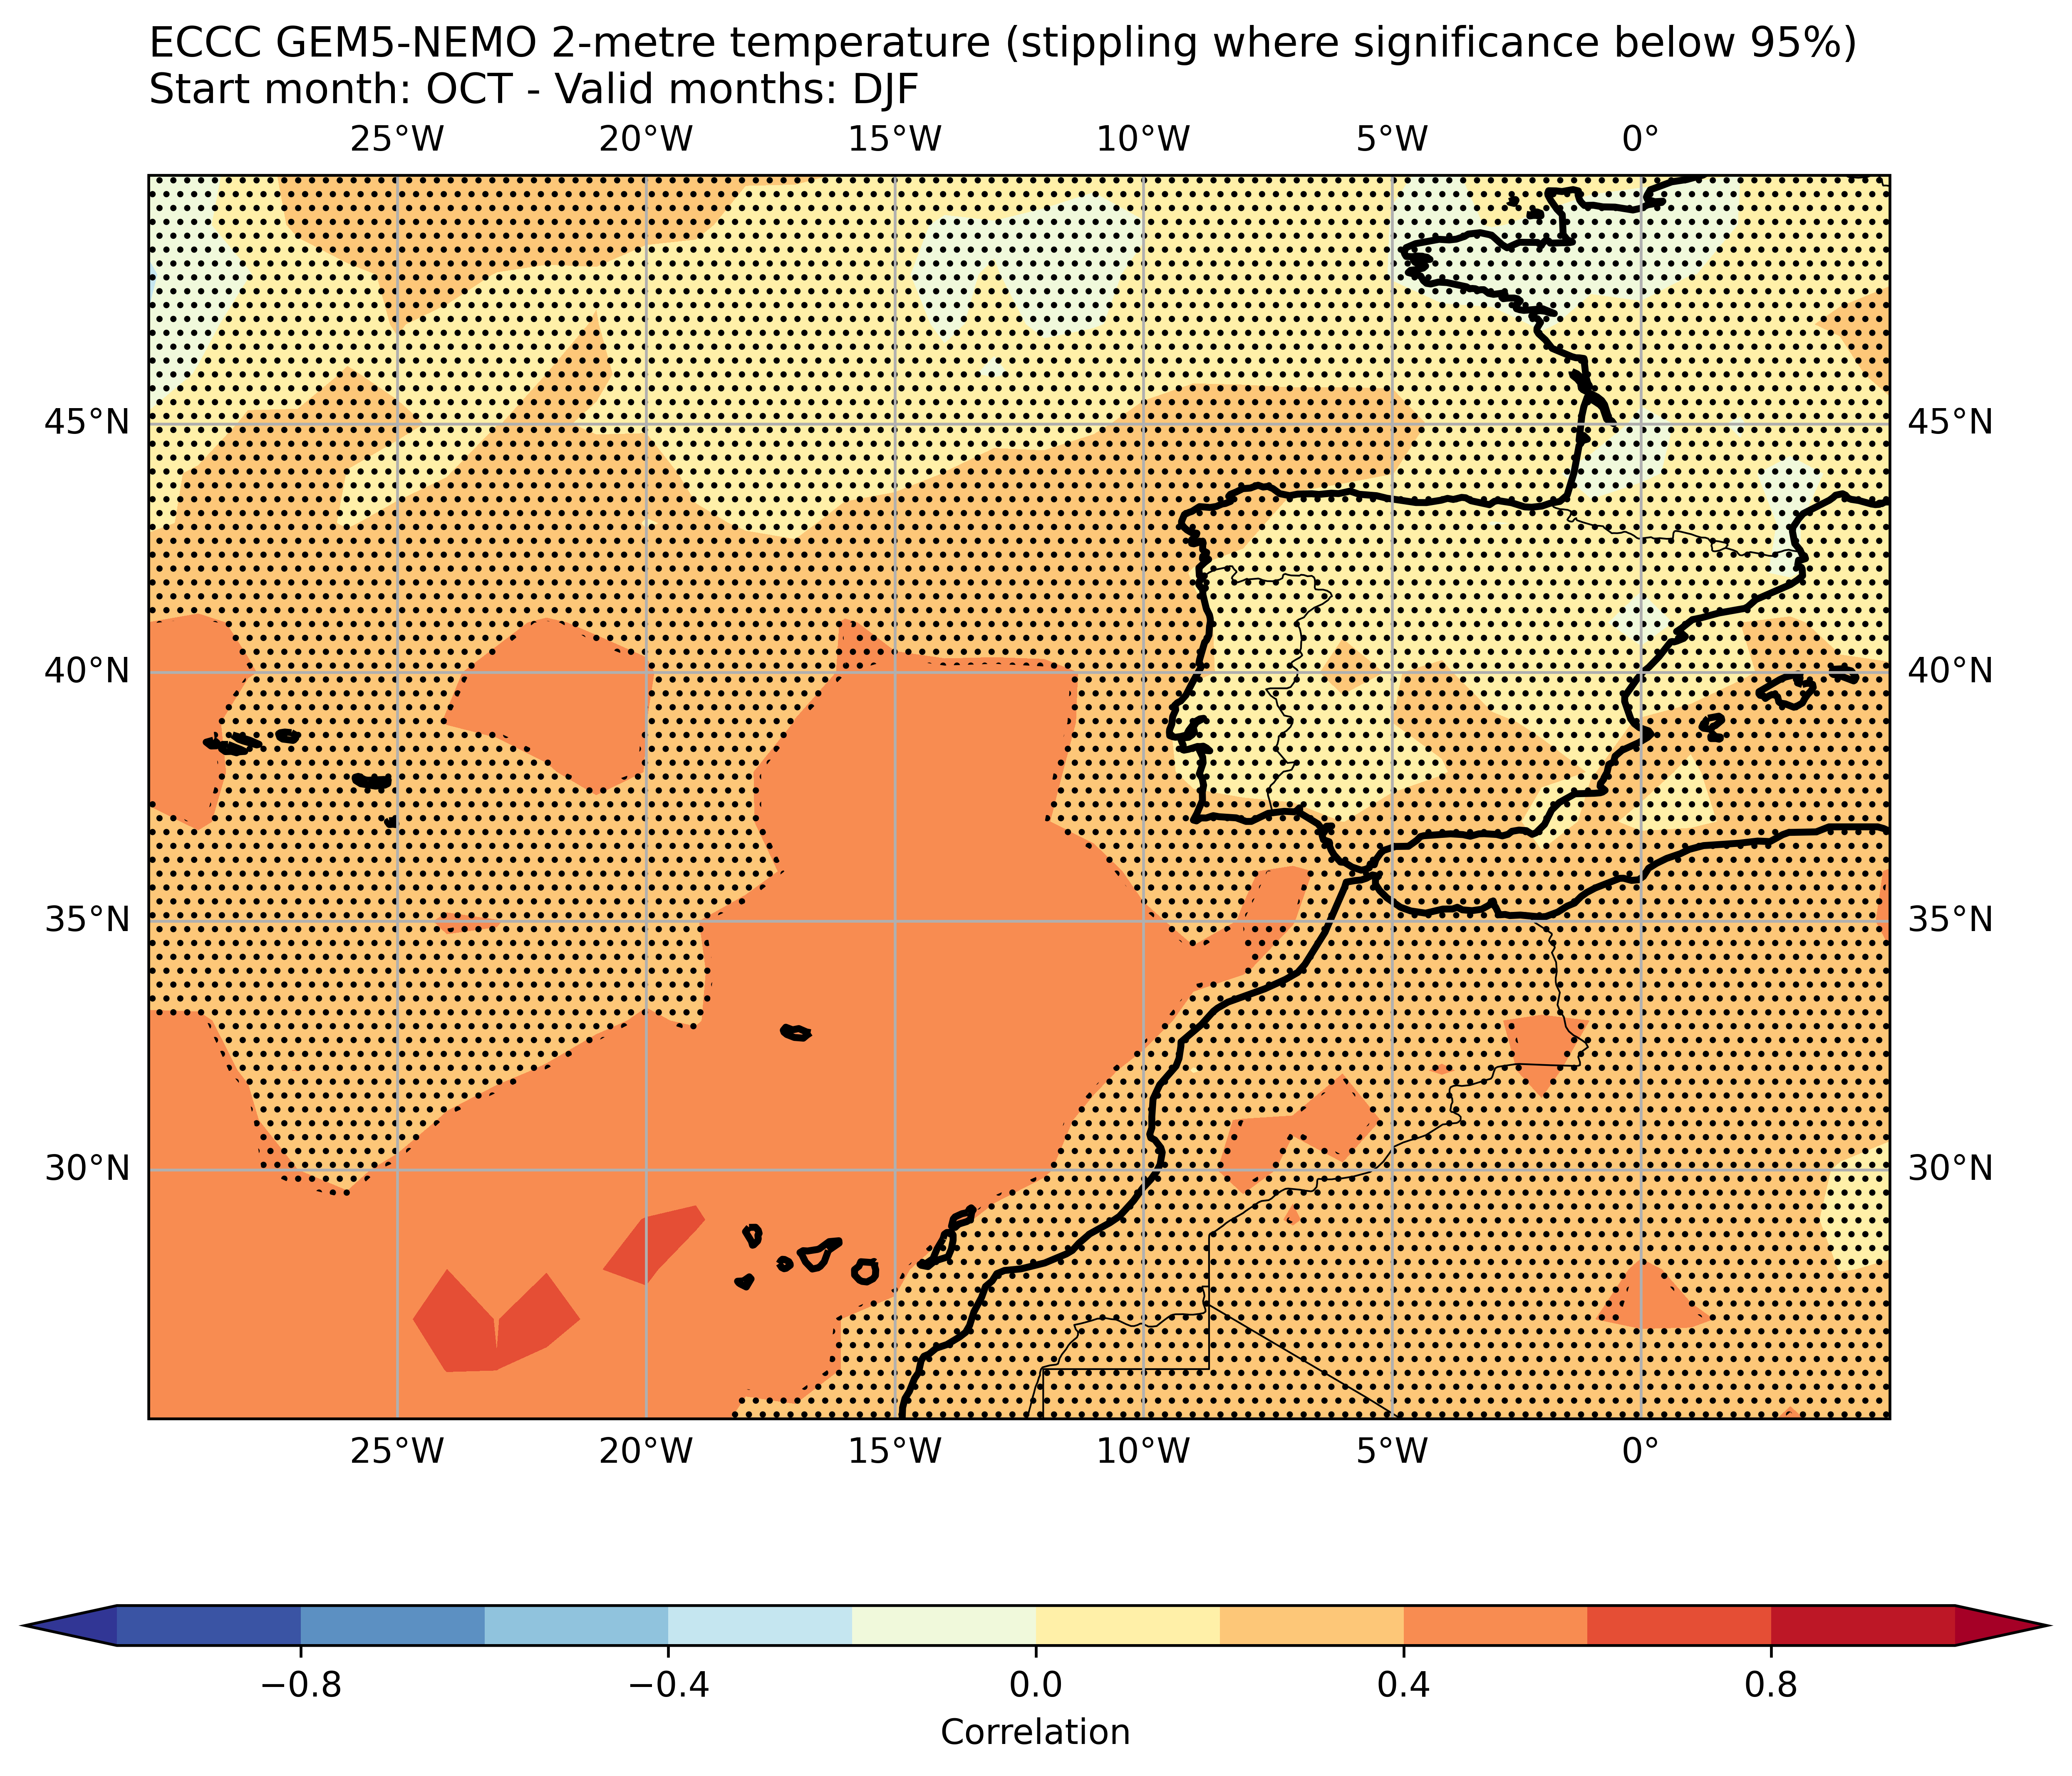 ECCC GEM5-NEMO 2-metre temperature (stippling where significance below 95%)
Start month: OCT - Valid months: DJF
25°W 20°W 15°W 10°W 5°W 0°
45°N 45°N
40°N 40°N
35°N 35°N
30°N 30°N
25°W 20°W 15°W 10°W 5°W 0°
−0.8 −0.4 0.0 0.4 0.8
Correlation